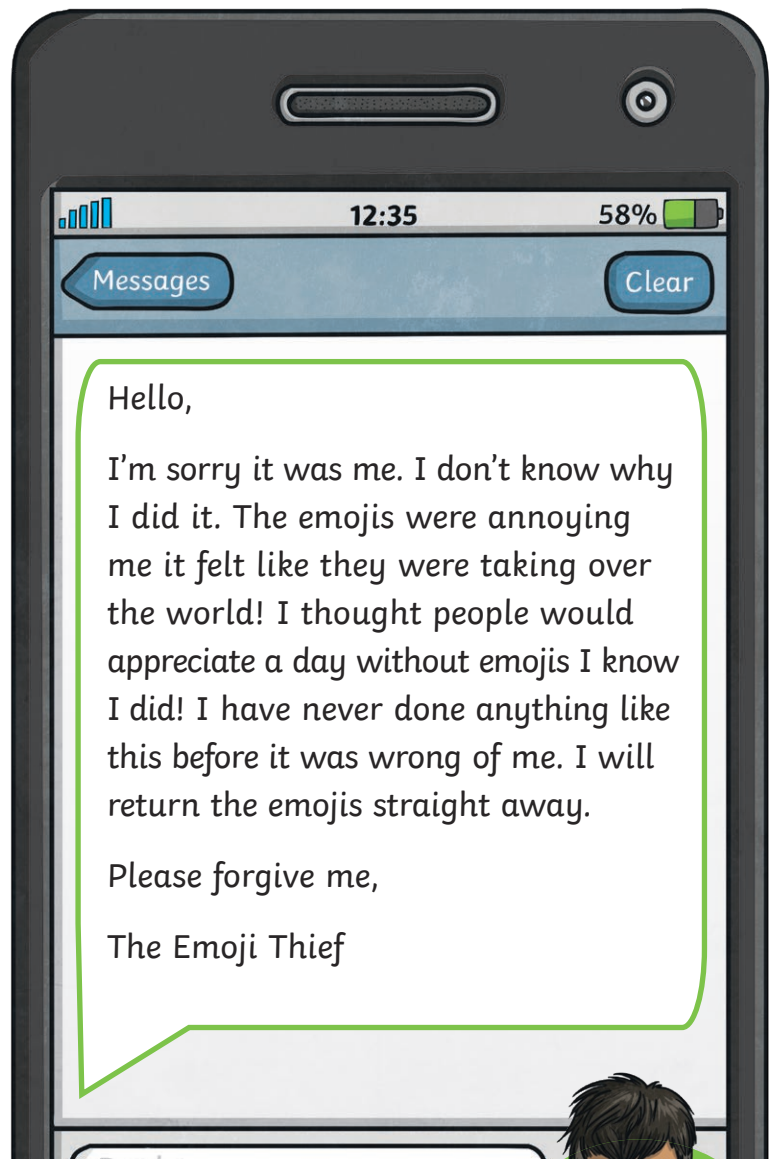 12:35
58%
Messages
Clear
Hello,
I'm sorry it was me. I don't know why
I did it. The emojis were annoying
me it felt like they were taking over
the world! I thought people would
appreciate a day without emojis I know
I did! I have never done anything like
this before it was wrong of me. I will
return the emojis straight away.
Please forgive me,
The Emoji Thief